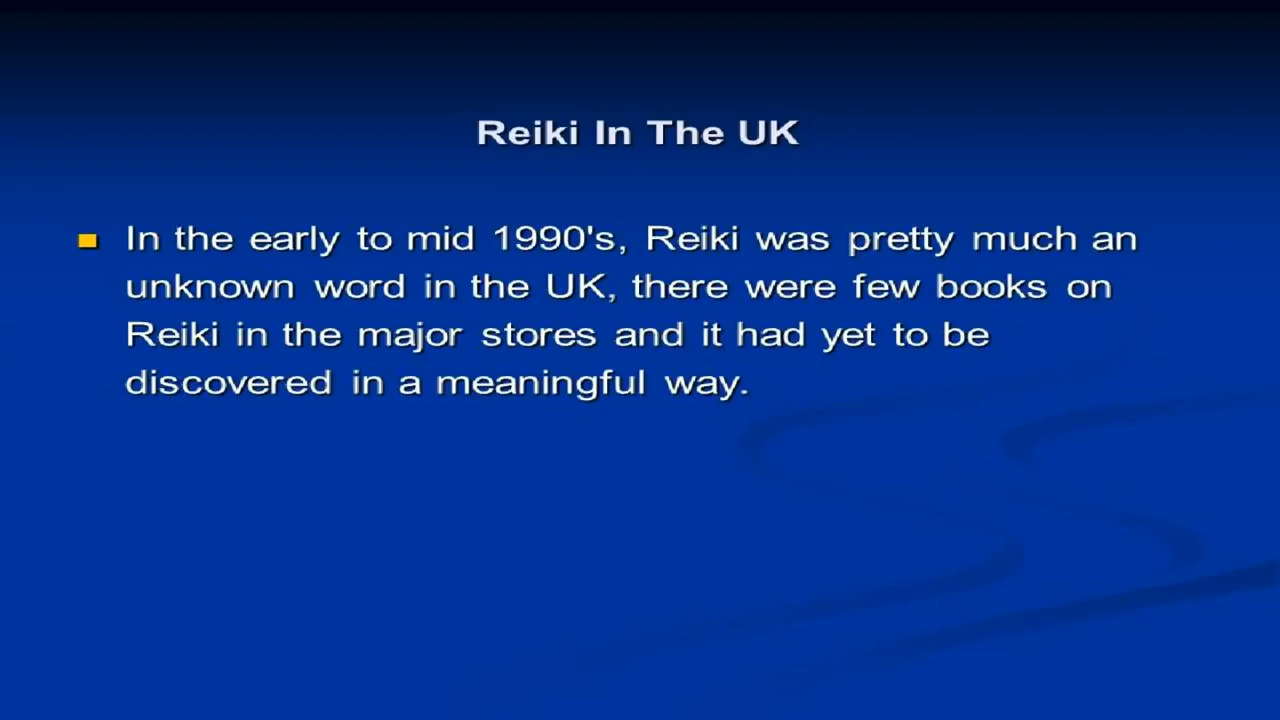 Reiki In The UK
In the early to mid 1990's, Reiki was pretty much an
unknown word in the UK, there were few books on
Reiki in the major stores and it had yet to be
discovered in a meaningful way.